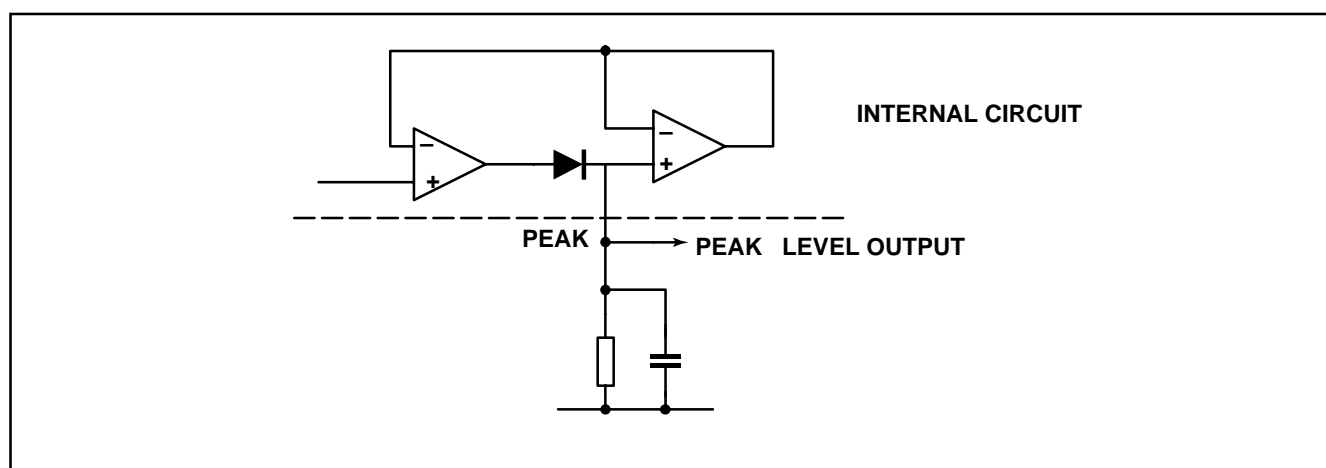 INTERNAL CIRCUIT
−
+
−
+
PEAK
PEAK LEVEL OUTPUT